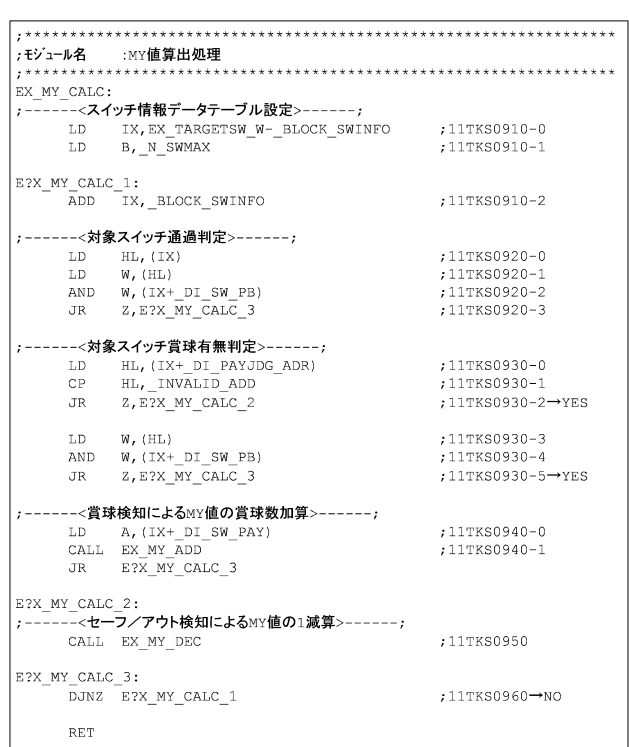 ;******************************************************************
;モジュール名    :MY値算出処理
;******************************************************************
EX_MY_CALC:
;------<スイッチ情報データテーブル設定>------;
      LD    IX,EX_TARGETSW_W-_BLOCK_SWINFO      ;11TKS0910-0
      LD    B,_N_SWMAX                          ;11TKS0910-1

E?X_MY_CALC_1:
      ADD   IX,_BLOCK_SWINFO                    ;11TKS0910-2

;------<対象スイッチ通過判定>------;
      LD    HL,(IX)                             ;11TKS0920-0
      LD    W,(HL)                              ;11TKS0920-1
      AND   W,(IX+_DI_SW_PB)                    ;11TKS0920-2
      JR    Z,E?X_MY_CALC_3                     ;11TKS0920-3

;------<対象スイッチ賞球有無判定>------;
      LD    HL,(IX+_DI_PAYJDG_ADR)              ;11TKS0930-0
      CP    HL,_INVALID_ADD                     ;11TKS0930-1
      JR    Z,E?X_MY_CALC_2                     ;11TKS0930-2→YES

      LD    W,(HL)                              ;11TKS0930-3
      AND   W,(IX+_DI_SW_PB)                    ;11TKS0930-4
      JR    Z,E?X_MY_CALC_3                     ;11TKS0930-5→YES

;------<賞球検知によるMY値の賞球数加算>------;
      LD    A,(IX+_DI_SW_PAY)                   ;11TKS0940-0
      CALL  EX_MY_ADD                           ;11TKS0940-1
      JR    E?X_MY_CALC_3

E?X_MY_CALC_2:
;------<セーフ／アウト検知によるMY値の1減算>------;
      CALL  EX_MY_DEC                           ;11TKS0950

E?X_MY_CALC_3:
      DJNZ  E?X_MY_CALC_1                       ;11TKS0960→NO

      RET